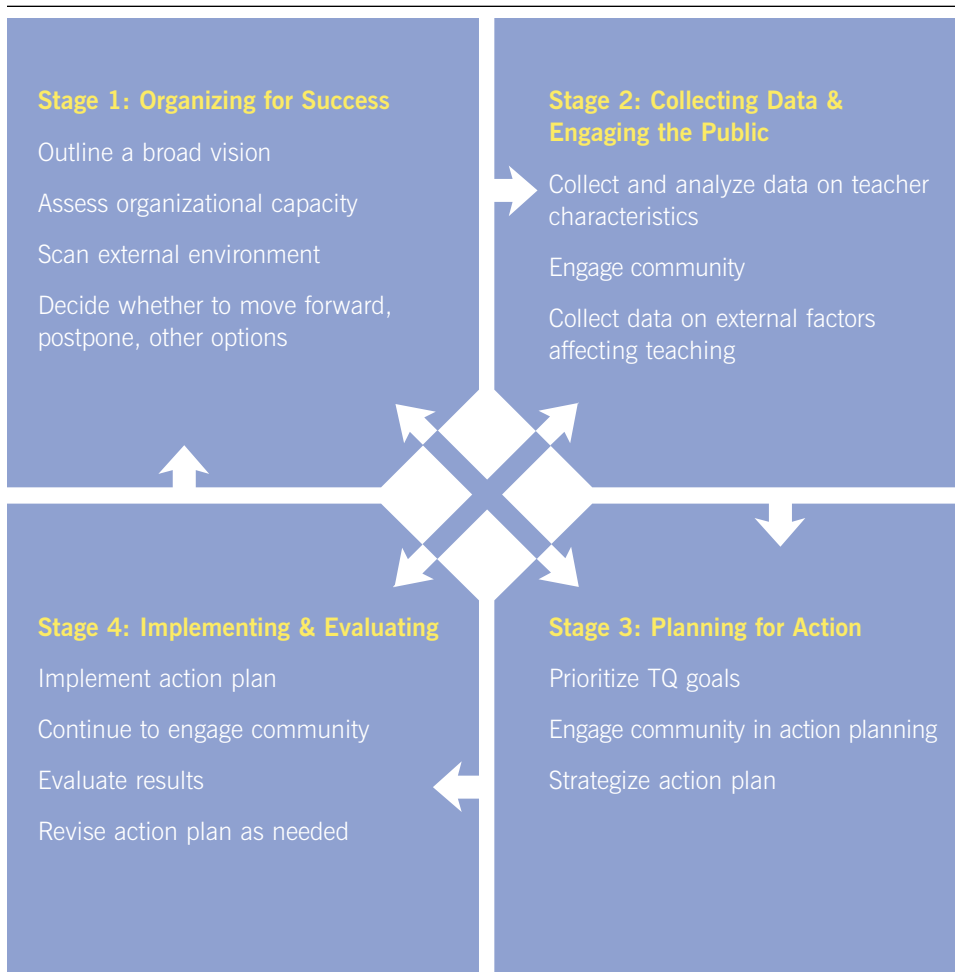 Stage 1: Organizing for Success
Outline a broad vision
Assess organizational capacity
Scan external environment
Decide whether to move forward,
postpone, other options
Stage 2: Collecting Data &
Engaging the Public
Collect and analyze data on teacher
characteristics
Engage community
Collect data on external factors
affecting teaching
Stage 4: Implementing & Evaluating
Implement action plan
Continue to engage community
Evaluate results
Revise action plan as needed
Stage 3: Planning for Action
Prioritize TQ goals
Engage community in action planning
Strategize action plan